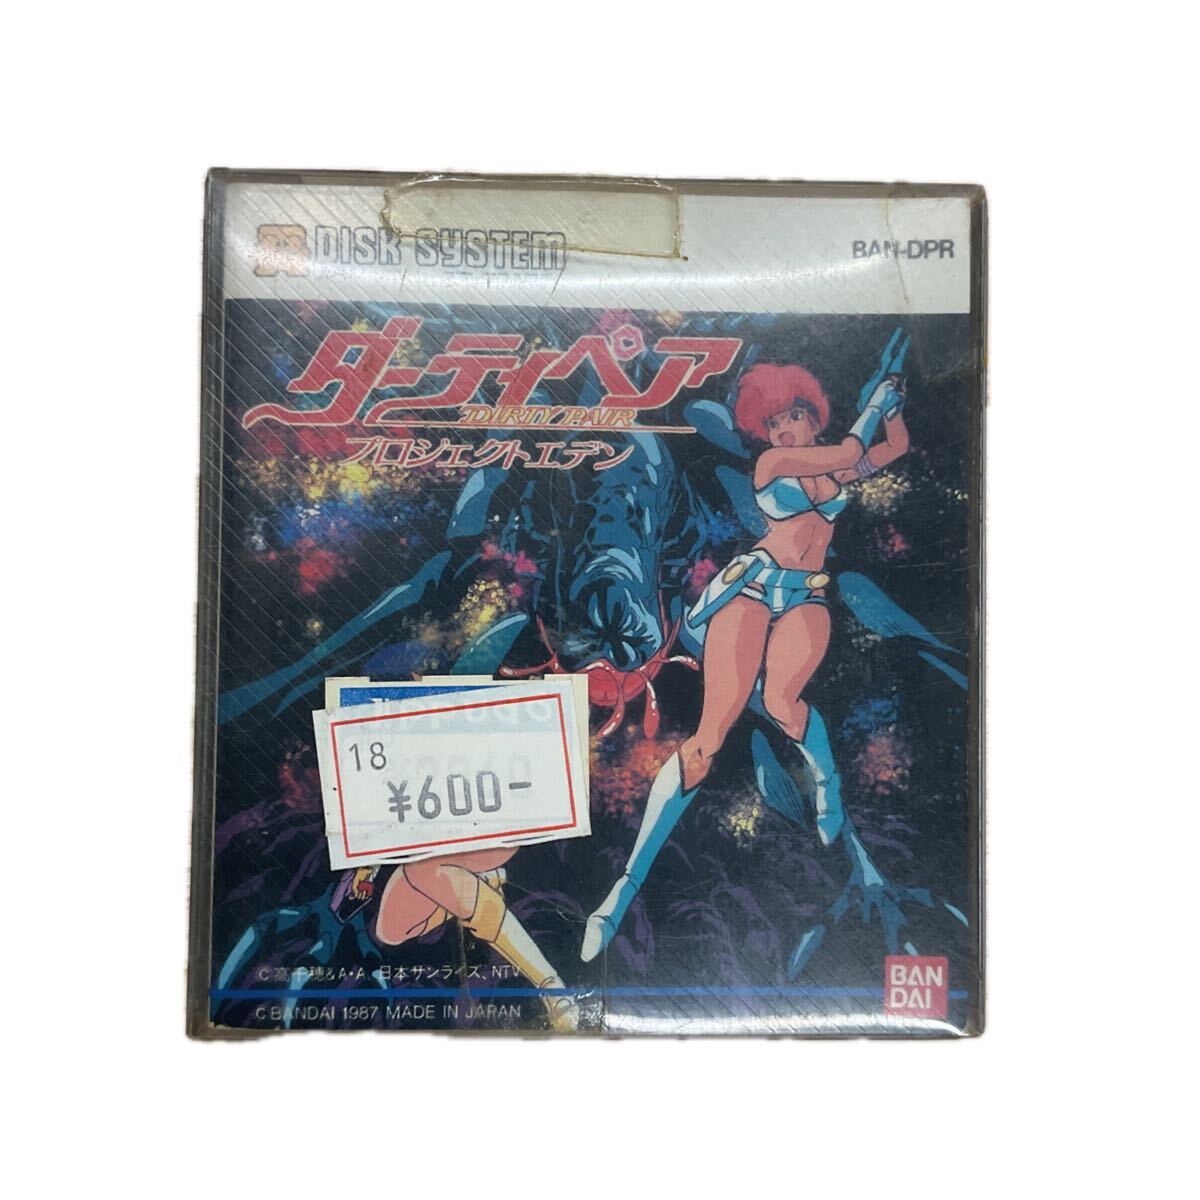 DISK SYSTEM
BAN-DPR
ダーティペア
DIRTY PAIR
プロジェクトエデン
18
¥600-
©高千穂&A・A、日本サンライズ、NTV
© BANDAI 1987 MADE IN JAPAN
BAN
DAI